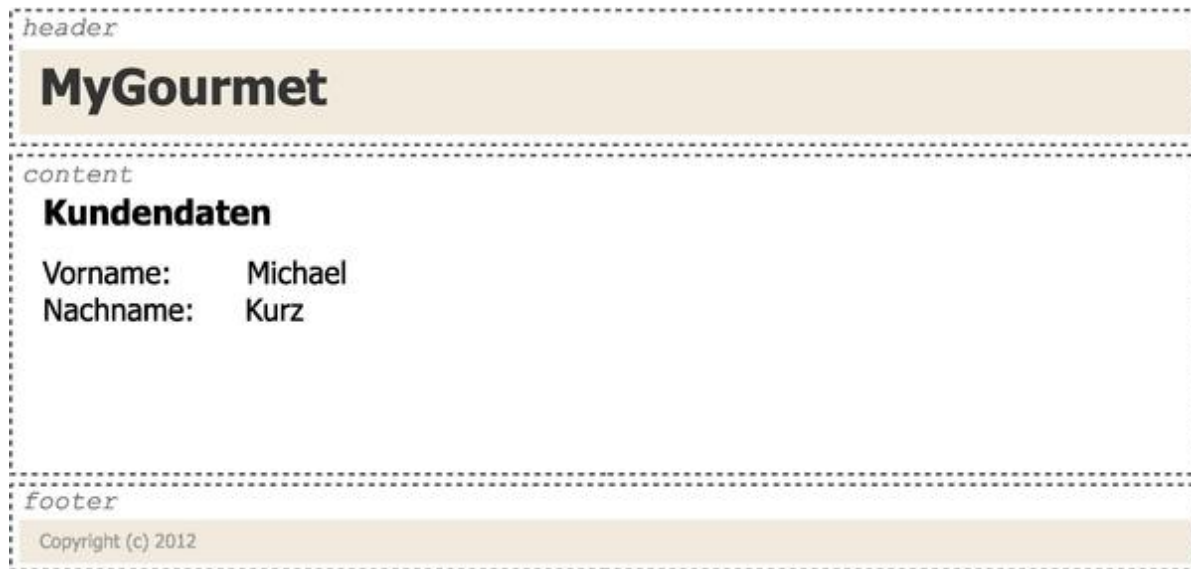 header
MyGourmet
content
Kundendaten
Vorname: Michael
Nachname: Kurz
footer
Copyright (c) 2012